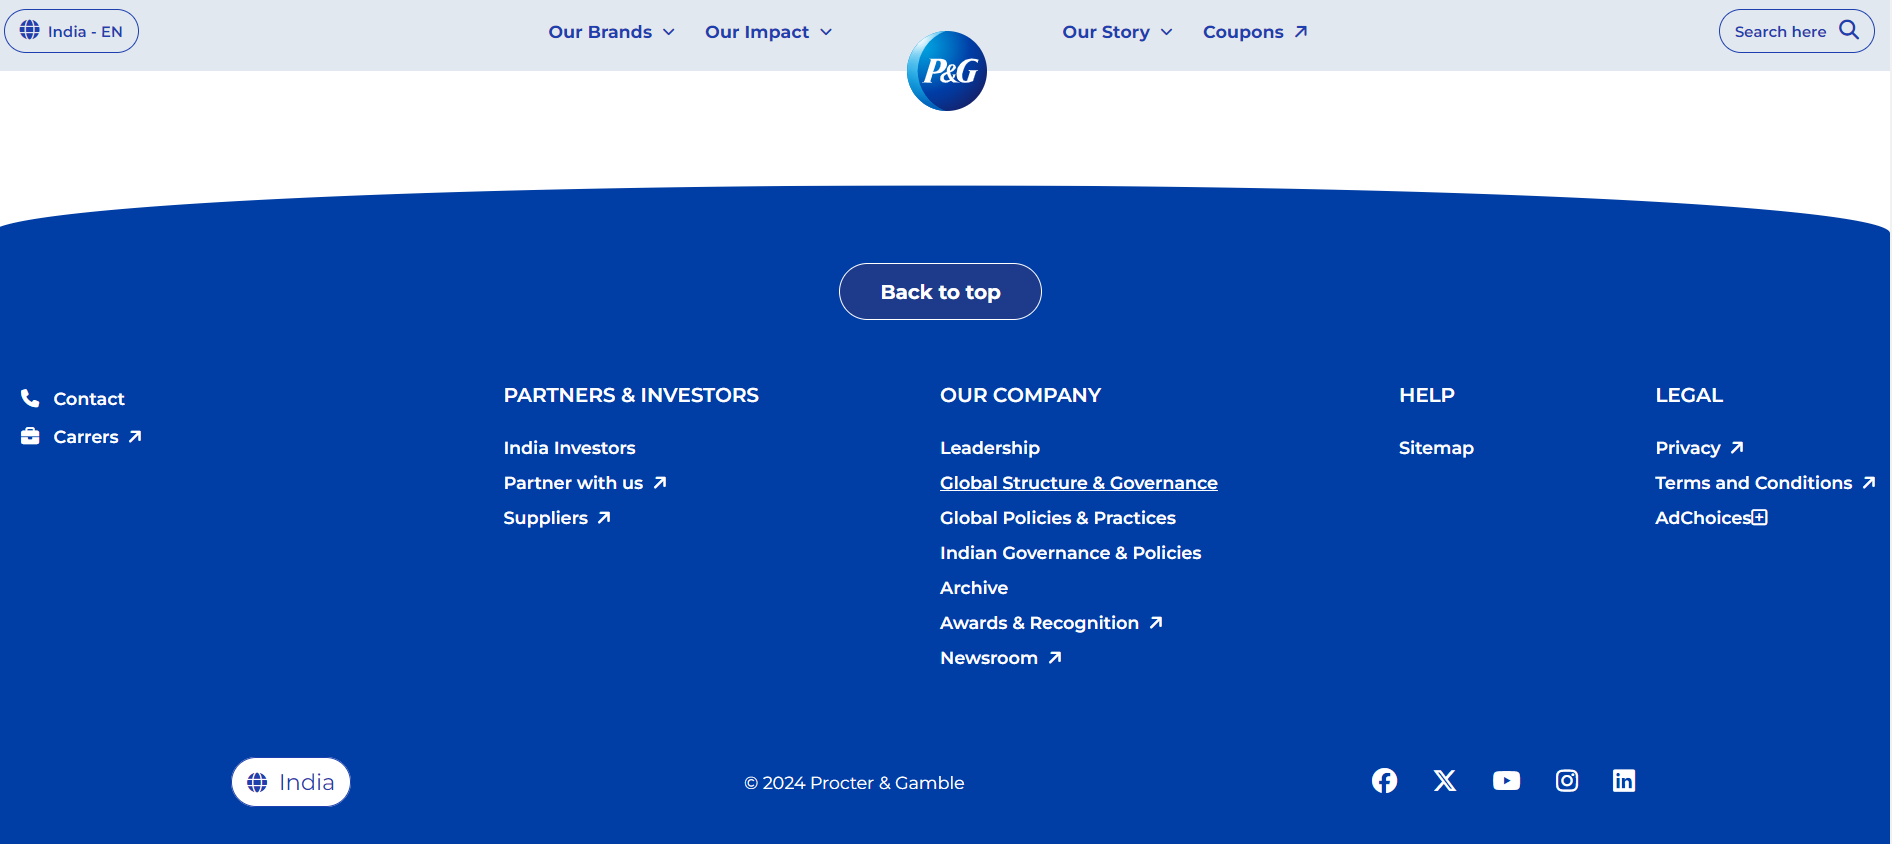 India - EN
Our Brands
Our Impact
P&G
Our Story
Coupons
Search here
Back to top
Contact
Carrers
PARTNERS & INVESTORS
India Investors
Partner with us
Suppliers
OUR COMPANY
Leadership
Global Structure & Governance
Global Policies & Practices
Indian Governance & Policies
Archive
Awards & Recognition
Newsroom
HELP
Sitemap
LEGAL
Privacy
Terms and Conditions
AdChoices
India
© 2024 Procter & Gamble